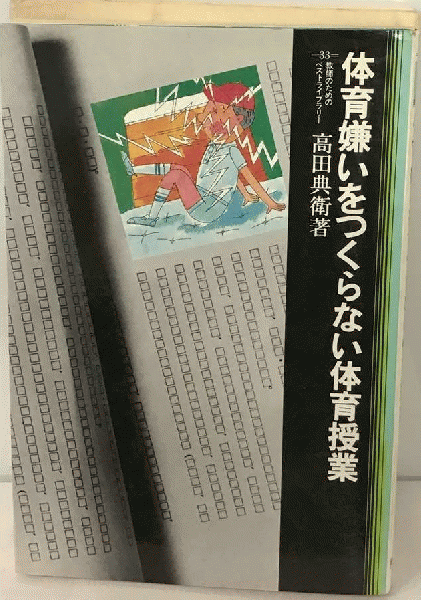 体育嫌いをつくらない体育授業
—33—
教師のための
ベストライブラリー
高田典衛著